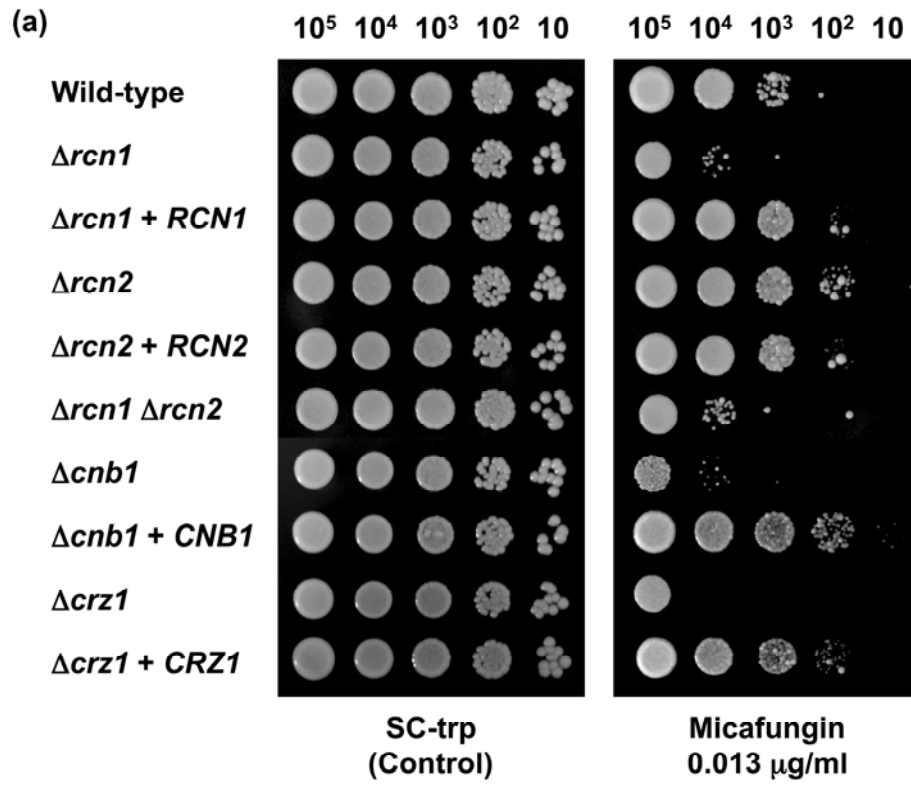 (a)
10⁵ 10⁴ 10³ 10² 10 10⁵ 10⁴ 10³ 10² 10
Wild-type
Δrcn1
Δrcn1 + RCN1
Δrcn2
Δrcn2 + RCN2
Δrcn1 Δrcn2
Δcnb1
Δcnb1 + CNB1
Δcrz1
Δcrz1 + CRZ1
SC-trp Micafungin
(Control) 0.013 μg/ml